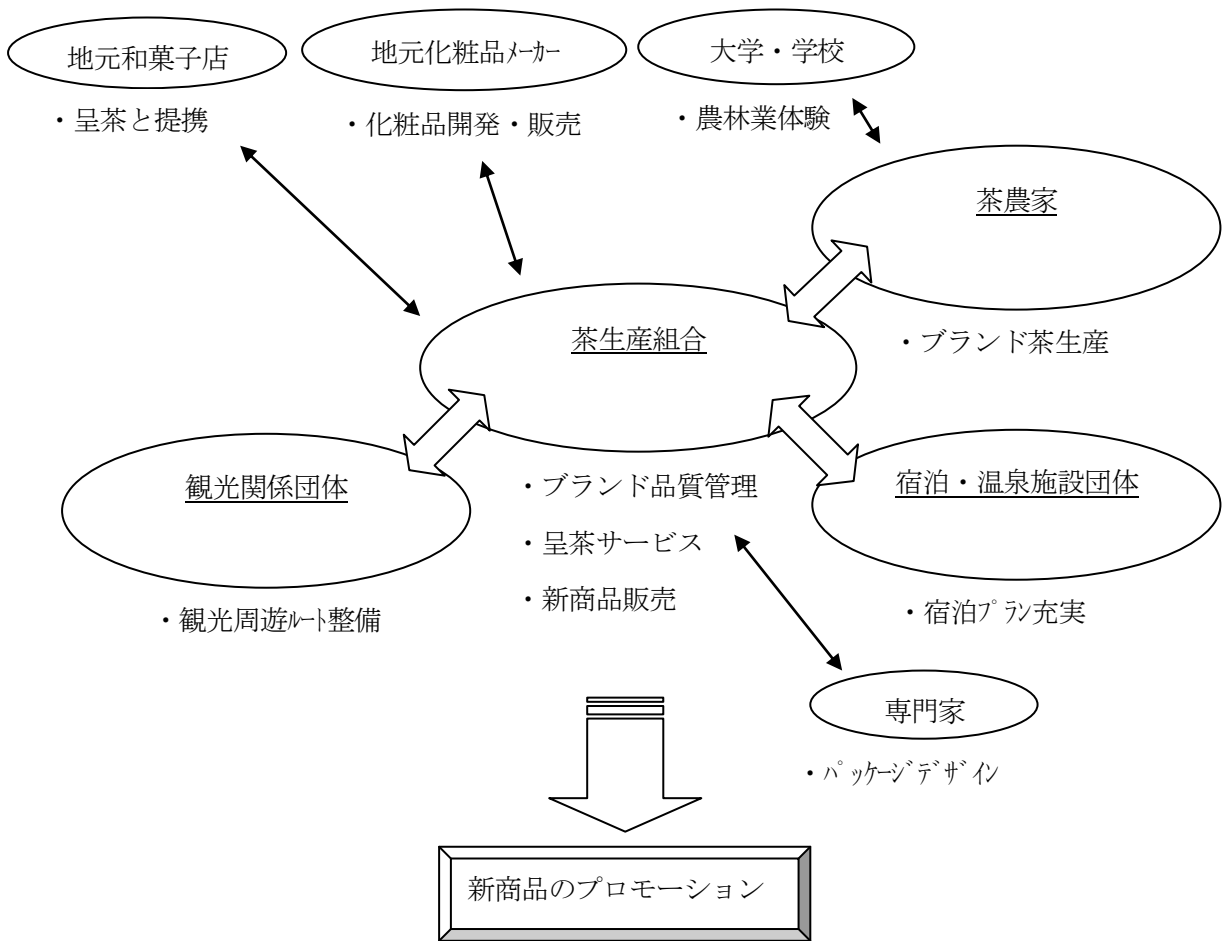 地元和菓子店
地元化粧品ﾒｰｶｰ
大学・学校
・呈茶と提携
・化粧品開発・販売
・農林業体験
茶農家
茶生産組合
・ブランド茶生産
観光関係団体
・ブランド品質管理
宿泊・温泉施設団体
・呈茶サービス
・新商品販売
・観光周遊ﾙｰﾄ整備
・宿泊ﾌﾟﾗﾝ充実
専門家
・ﾊﾟｯｹｰｼﾞﾃﾞｻﾞｲﾝ
新商品のプロモーション